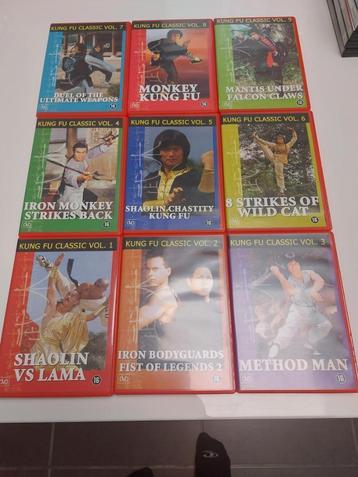 KUNG FU CLASSIC VOL. 7
DUEL OF THE
ULTIMATE WEAPONS
16
KUNG FU CLASSIC VOL. 8
MONKEY
KUNG FU
16
KUNG FU CLASSIC VOL. 9
MANTIS UNDER
FALCON CLAWS
16
KUNG FU CLASSIC VOL. 4
IRON MONKEY
STRIKES BACK
16
KUNG FU CLASSIC VOL. 5
SHAOLIN CHASTITY
KUNG FU
16
KUNG FU CLASSIC VOL. 6
8 STRIKES OF
WILD CAT
16
KUNG FU CLASSIC VOL. 1
SHAOLIN
VS LAMA
16
KUNG FU CLASSIC VOL. 2
IRON BODYGUARDS
FIST OF LEGENDS 2
16
KUNG FU CLASSIC VOL. 3
METHOD MAN
16